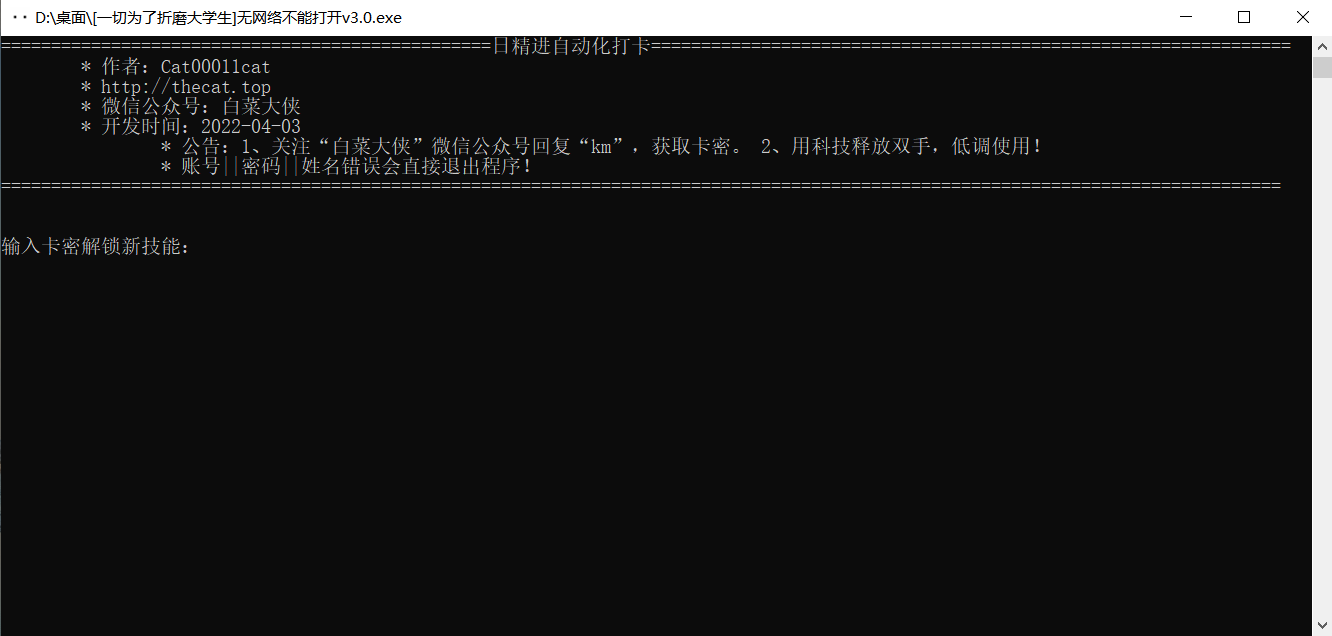 D:\桌面\[一切为了折磨大学生]无网络不能打开v3.0.exe
=================================================日精进自动化打卡================================================================
* 作者：Cat00011cat
* http://thecat.top
* 微信公众号：白菜大侠
* 开发时间：2022-04-03
* 公告：1、关注“白菜大侠”微信公众号回复“km”，获取卡密。 2、用科技释放双手，低调使用！
* 账号||密码||姓名错误会直接退出程序！
================================================================================================================================
输入卡密解锁新技能：